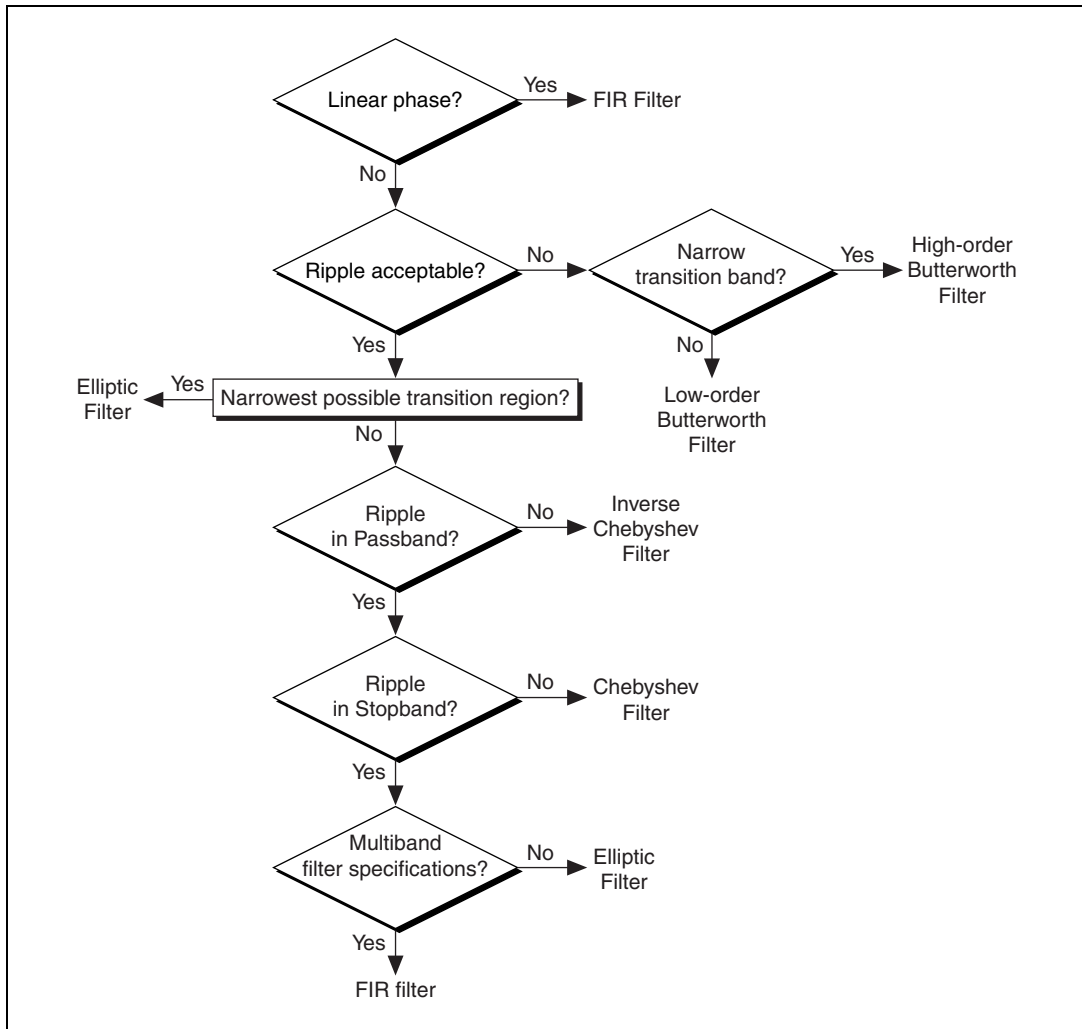 Linear phase?
Yes
FIR Filter
No
Ripple acceptable?
No
Narrow
transition band?
Yes
High-order
Butterworth
Filter
No
Low-order
Butterworth
Filter
Yes
Narrowest possible transition region?
Yes
Elliptic
Filter
No
Ripple
in Passband?
No
Inverse
Chebyshev
Filter
Yes
Ripple
in Stopband?
No
Chebyshev
Filter
Yes
Multiband
filter specifications?
No
Elliptic
Filter
Yes
FIR filter